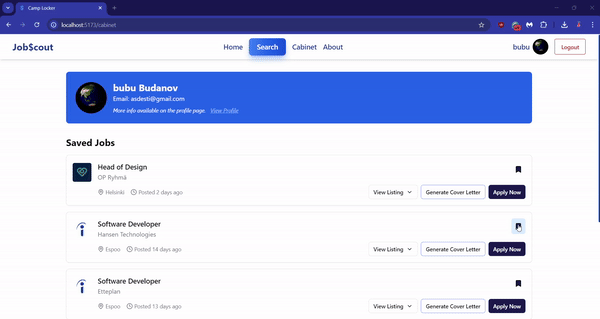 Camp Locker
localhost:5173/cabinet
Job$cout Home Search Cabinet About bubu Logout
bubu Budanov
Email: asdesti@gmail.com
More info available on the profile page. View Profile
Saved Jobs
Head of Design
OP Ryhmä
Helsinki Posted 2 days ago View Listing Generate Cover Letter Apply Now
Software Developer
Hansen Technologies
Espoo Posted 14 days ago View Listing Generate Cover Letter Apply Now
Software Developer
Etteplan
Espoo Posted 13 days ago View Listing Generate Cover Letter Apply Now